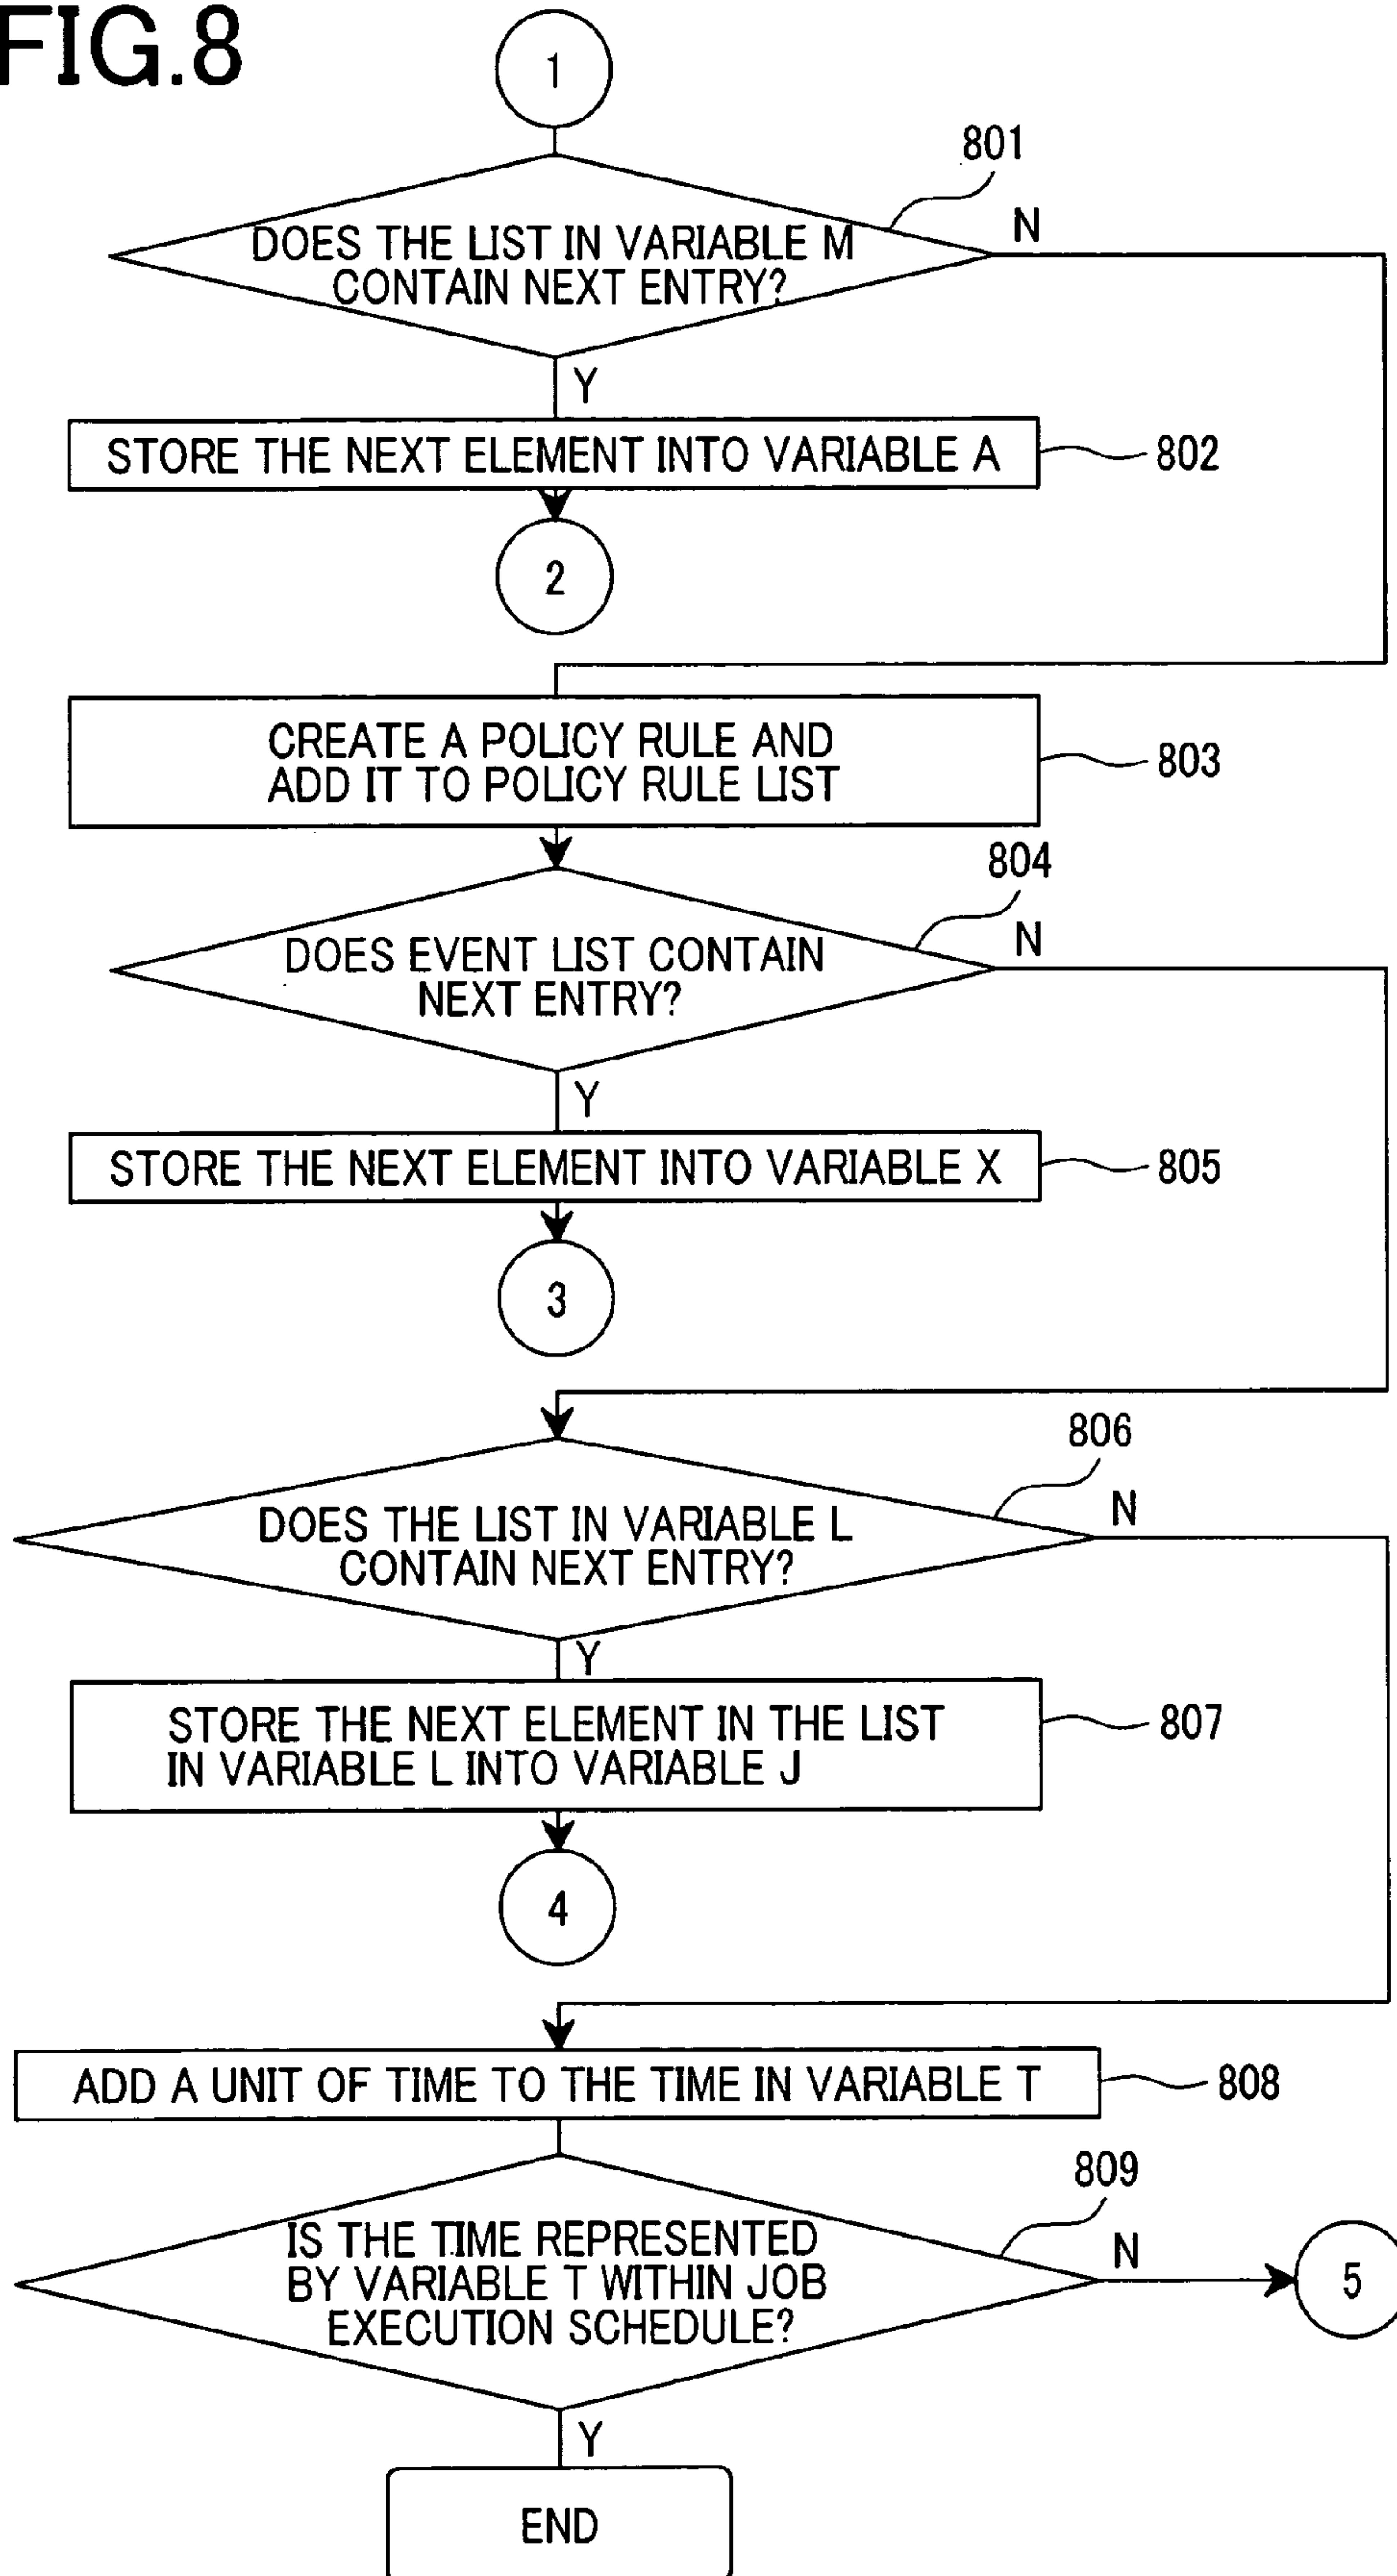 FIG.8
1
801
DOES THE LIST IN VARIABLE M
CONTAIN NEXT ENTRY?
N
Y
STORE THE NEXT ELEMENT INTO VARIABLE A
802
2
CREATE A POLICY RULE AND
ADD IT TO POLICY RULE LIST
803
804
DOES EVENT LIST CONTAIN
NEXT ENTRY?
N
Y
STORE THE NEXT ELEMENT INTO VARIABLE X
805
3
806
DOES THE LIST IN VARIABLE L
CONTAIN NEXT ENTRY?
N
Y
STORE THE NEXT ELEMENT IN THE LIST
IN VARIABLE L INTO VARIABLE J
807
4
ADD A UNIT OF TIME TO THE TIME IN VARIABLE T
808
809
IS THE TIME REPRESENTED
BY VARIABLE T WITHIN JOB
EXECUTION SCHEDULE?
N
5
Y
END